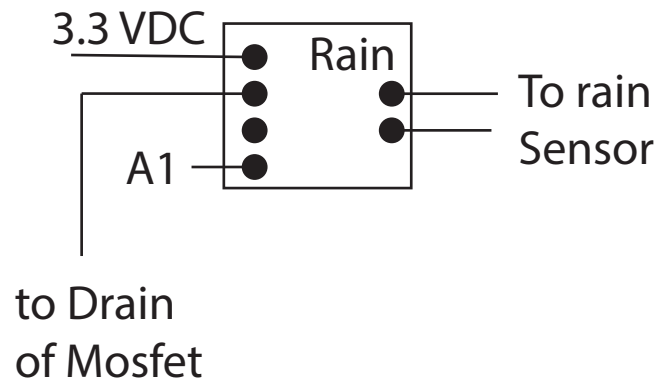 3.3 VDC
Rain
To rain
Sensor
A1
to Drain
of Mosfet